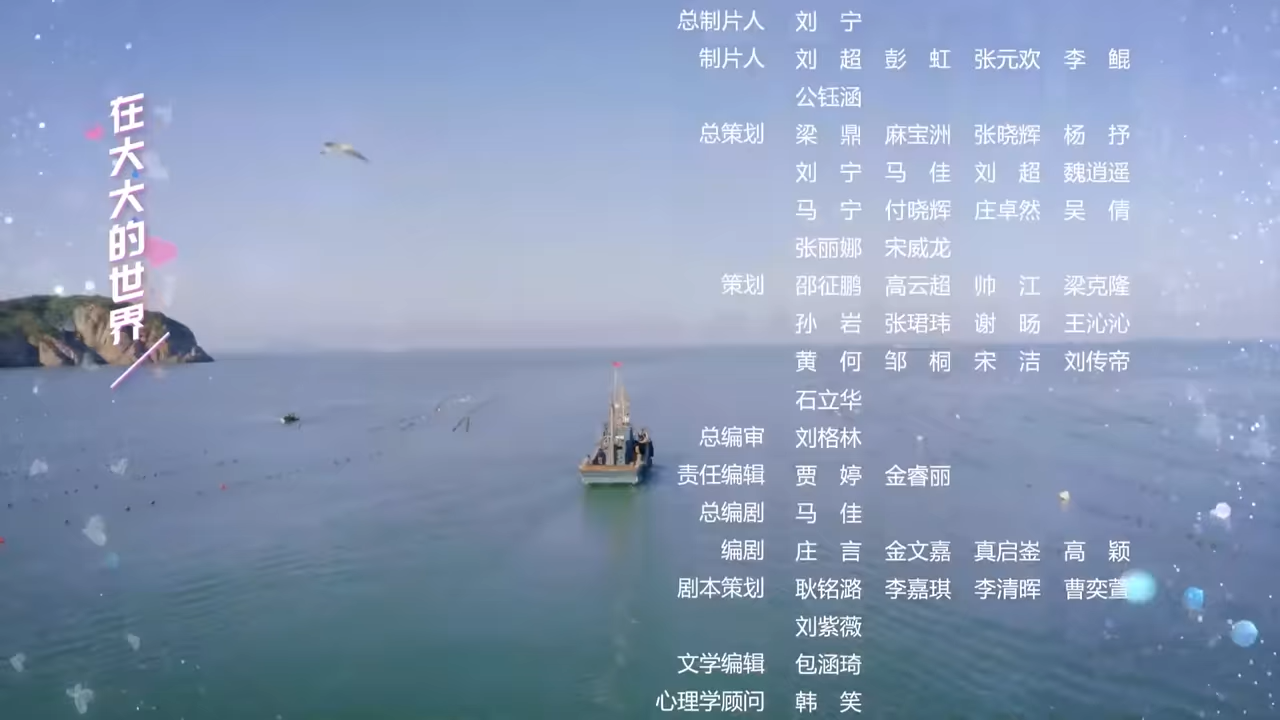 在大大的世界
总制片人 刘 宁
制片人 刘 超 彭 虹 张元欢 李 鲲
公钰涵
总策划 梁 鼎 麻宝洲 张晓辉 杨 抒
刘 宁 马 佳 刘 超 魏逍遥
马 宁 付晓辉 庄卓然 吴 倩
张丽娜 宋威龙
策划 邵征鹏 高云超 帅 江 梁克隆
孙 岩 张珺玮 谢 旸 王沁沁
黄 何 邹 桐 宋 洁 刘传帝
石立华
总编审 刘格林
责任编辑 贾 婷 金睿丽
总编剧 马 佳
编剧 庄 言 金文嘉 真启崟 高 颖
剧本策划 耿铭潞 李嘉琪 李清晖 曹奕萱
刘紫薇
文学编辑 包涵琦
心理学顾问 韩 笑